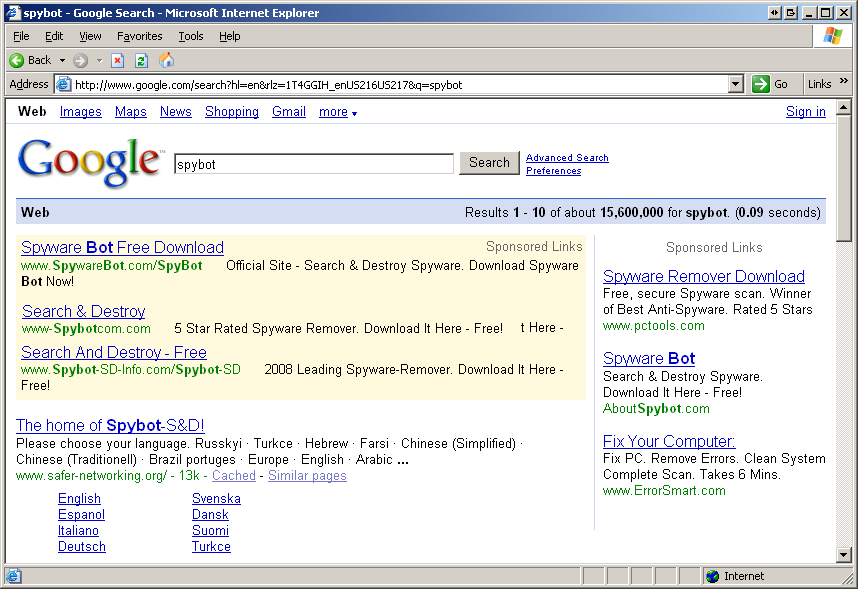 spybot - Google Search - Microsoft Internet Explorer
File Edit View Favorites Tools Help
Back
Address http://www.google.com/search?hl=en&rlz=1T4GGIH_enUS216US217&q=spybot Go Links »
Web Images Maps News Shopping Gmail more Sign in
Google™ spybot Search Advanced Search
Preferences
Web Results 1 - 10 of about 15,600,000 for spybot. (0.09 seconds)
Spyware Bot Free Download Sponsored Links
www.SpywareBot.com/SpyBot Official Site - Search & Destroy Spyware. Download Spyware
Bot Now!
Search & Destroy
www-Spybotcom.com 5 Star Rated Spyware Remover. Download It Here - Free! t Here -
Search And Destroy - Free
www.Spybot-SD-Info.com/Spybot-SD 2008 Leading Spyware-Remover. Download It Here -
Free!
The home of Spybot-S&D!
Please choose your language. Russkyi · Turkce · Hebrew · Farsi · Chinese (Simplified) ·
Chinese (Traditionell) · Brazil portuges · Europe · English · Arabic ...
www.safer-networking.org/ - 13k - Cached - Similar pages
English Svenska
Espanol Dansk
Italiano Suomi
Deutsch Turkce
Sponsored Links
Spyware Remover Download
Free, secure Spyware scan. Winner
of Best Anti-Spyware. Rated 5 Stars
www.pctools.com
Spyware Bot
Search & Destroy Spyware.
Download It Here - Free!
AboutSpybot.com
Fix Your Computer:
Fix PC. Remove Errors. Clean System
Complete Scan. Takes 6 Mins.
www.ErrorSmart.com
Internet